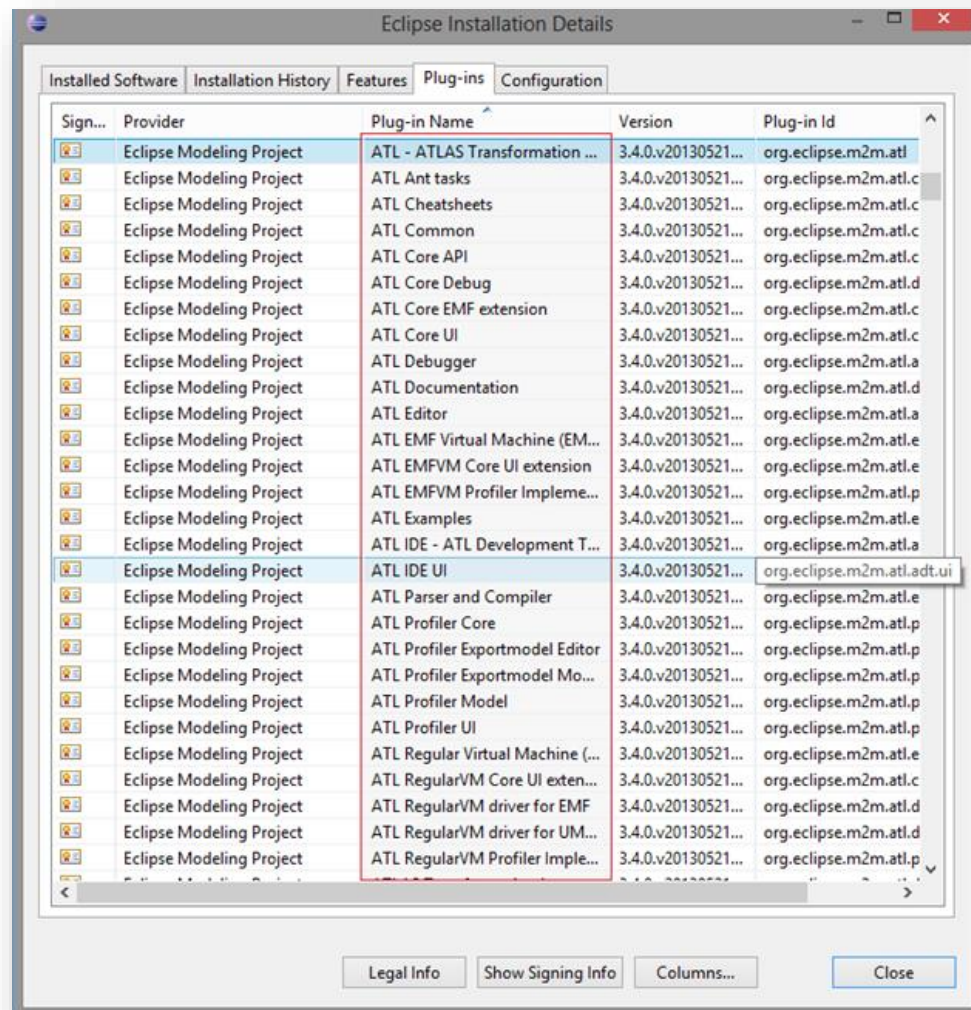 Eclipse Installation Details
Installed Software Installation History Features Plug-ins Configuration
Sign... Provider Plug-in Name Version Plug-in Id
Eclipse Modeling Project ATL - ATLAS Transformation ... 3.4.0.v20130521... org.eclipse.m2m.atl
Eclipse Modeling Project ATL Ant tasks 3.4.0.v20130521... org.eclipse.m2m.atl.c
Eclipse Modeling Project ATL Cheatsheets 3.4.0.v20130521... org.eclipse.m2m.atl.c
Eclipse Modeling Project ATL Common 3.4.0.v20130521... org.eclipse.m2m.atl.c
Eclipse Modeling Project ATL Core API 3.4.0.v20130521... org.eclipse.m2m.atl.c
Eclipse Modeling Project ATL Core Debug 3.4.0.v20130521... org.eclipse.m2m.atl.d
Eclipse Modeling Project ATL Core EMF extension 3.4.0.v20130521... org.eclipse.m2m.atl.c
Eclipse Modeling Project ATL Core UI 3.4.0.v20130521... org.eclipse.m2m.atl.c
Eclipse Modeling Project ATL Debugger 3.4.0.v20130521... org.eclipse.m2m.atl.a
Eclipse Modeling Project ATL Documentation 3.4.0.v20130521... org.eclipse.m2m.atl.d
Eclipse Modeling Project ATL Editor 3.4.0.v20130521... org.eclipse.m2m.atl.a
Eclipse Modeling Project ATL EMF Virtual Machine (EM... 3.4.0.v20130521... org.eclipse.m2m.atl.e
Eclipse Modeling Project ATL EMFVM Core UI extension 3.4.0.v20130521... org.eclipse.m2m.atl.e
Eclipse Modeling Project ATL EMFVM Profiler Impleme... 3.4.0.v20130521... org.eclipse.m2m.atl.p
Eclipse Modeling Project ATL Examples 3.4.0.v20130521... org.eclipse.m2m.atl.e
Eclipse Modeling Project ATL IDE - ATL Development T... 3.4.0.v20130521... org.eclipse.m2m.atl.a
Eclipse Modeling Project ATL IDE UI 3.4.0.v20130521... org.eclipse.m2m.atl.adt.ui
Eclipse Modeling Project ATL Parser and Compiler 3.4.0.v20130521... org.eclipse.m2m.atl.e
Eclipse Modeling Project ATL Profiler Core 3.4.0.v20130521... org.eclipse.m2m.atl.p
Eclipse Modeling Project ATL Profiler Exportmodel Editor 3.4.0.v20130521... org.eclipse.m2m.atl.p
Eclipse Modeling Project ATL Profiler Exportmodel Mo... 3.4.0.v20130521... org.eclipse.m2m.atl.p
Eclipse Modeling Project ATL Profiler Model 3.4.0.v20130521... org.eclipse.m2m.atl.p
Eclipse Modeling Project ATL Profiler UI 3.4.0.v20130521... org.eclipse.m2m.atl.p
Eclipse Modeling Project ATL Regular Virtual Machine (... 3.4.0.v20130521... org.eclipse.m2m.atl.e
Eclipse Modeling Project ATL RegularVM Core UI exten... 3.4.0.v20130521... org.eclipse.m2m.atl.c
Eclipse Modeling Project ATL RegularVM driver for EMF 3.4.0.v20130521... org.eclipse.m2m.atl.d
Eclipse Modeling Project ATL RegularVM driver for UM... 3.4.0.v20130521... org.eclipse.m2m.atl.d
Eclipse Modeling Project ATL RegularVM Profiler Imple... 3.4.0.v20130521... org.eclipse.m2m.atl.p
Legal Info Show Signing Info Columns... Close